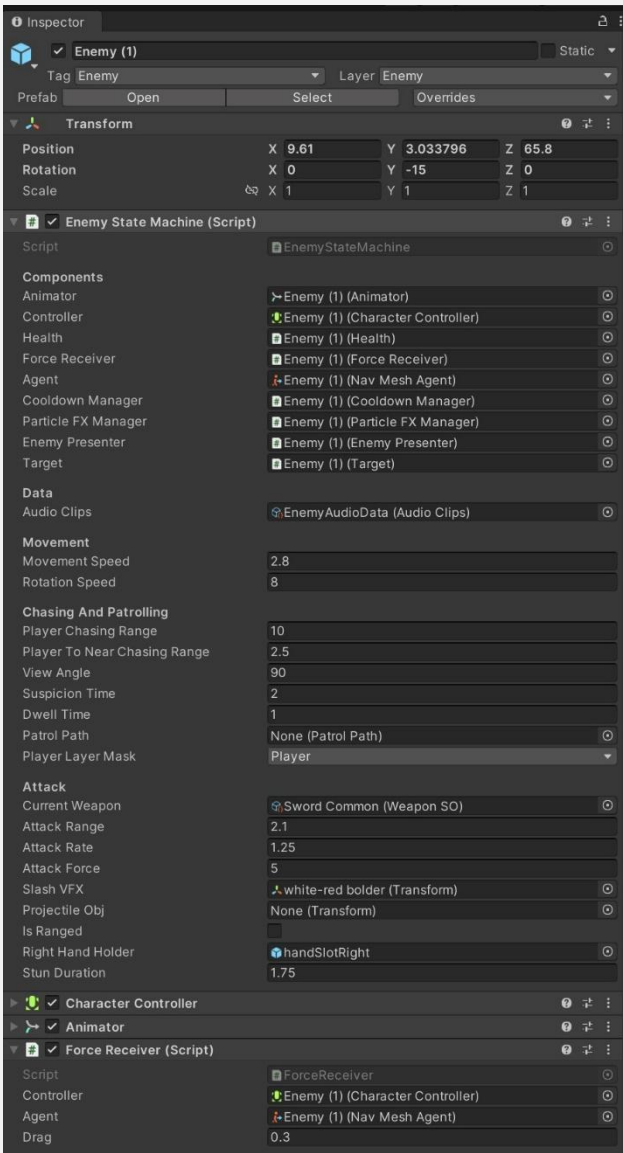 Inspector
Enemy (1) Static
Tag Enemy Layer Enemy
Prefab Open Select Overrides
Transform
Position X 9.61 Y 3.033796 Z 65.8
Rotation X 0 Y -15 Z 0
Scale X 1 Y 1 Z 1
Enemy State Machine (Script)
Script EnemyStateMachine
Components
Animator Enemy (1) (Animator)
Controller Enemy (1) (Character Controller)
Health Enemy (1) (Health)
Force Receiver Enemy (1) (Force Receiver)
Agent Enemy (1) (Nav Mesh Agent)
Cooldown Manager Enemy (1) (Cooldown Manager)
Particle FX Manager Enemy (1) (Particle FX Manager)
Enemy Presenter Enemy (1) (Enemy Presenter)
Target Enemy (1) (Target)
Data
Audio Clips EnemyAudioData (Audio Clips)
Movement
Movement Speed 2.8
Rotation Speed 8
Chasing And Patrolling
Player Chasing Range 10
Player To Near Chasing Range 2.5
View Angle 90
Suspicion Time 2
Dwell Time 1
Patrol Path None (Patrol Path)
Player Layer Mask Player
Attack
Current Weapon Sword Common (Weapon SO)
Attack Range 2.1
Attack Rate 1.25
Attack Force 5
Slash VFX white-red bolder (Transform)
Projectile Obj None (Transform)
Is Ranged
Right Hand Holder handSlotRight
Stun Duration 1.75
Character Controller
Animator
Force Receiver (Script)
Script ForceReceiver
Controller Enemy (1) (Character Controller)
Agent Enemy (1) (Nav Mesh Agent)
Drag 0.3